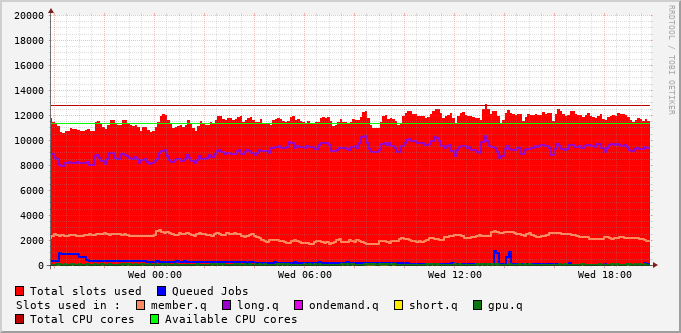 20000
18000
16000
14000
12000
10000
8000
6000
4000
2000
0
Wed 00:00 Wed 06:00 Wed 12:00 Wed 18:00
RRDTOOL / TOBI OETIKER
Total slots used Queued Jobs
Slots used in : member.q long.q ondemand.q short.q gpu.q
Total CPU cores Available CPU cores